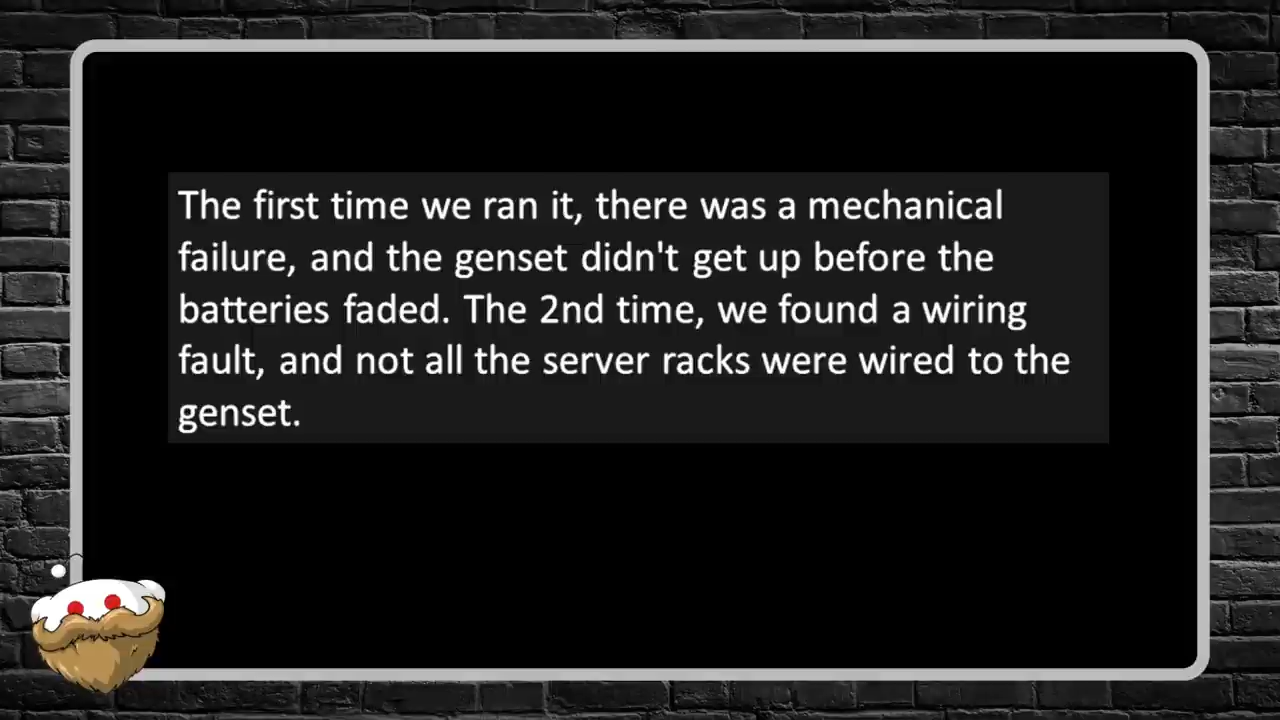 The first time we ran it, there was a mechanical
failure, and the genset didn't get up before the
batteries faded. The 2nd time, we found a wiring
fault, and not all the server racks were wired to the
genset.